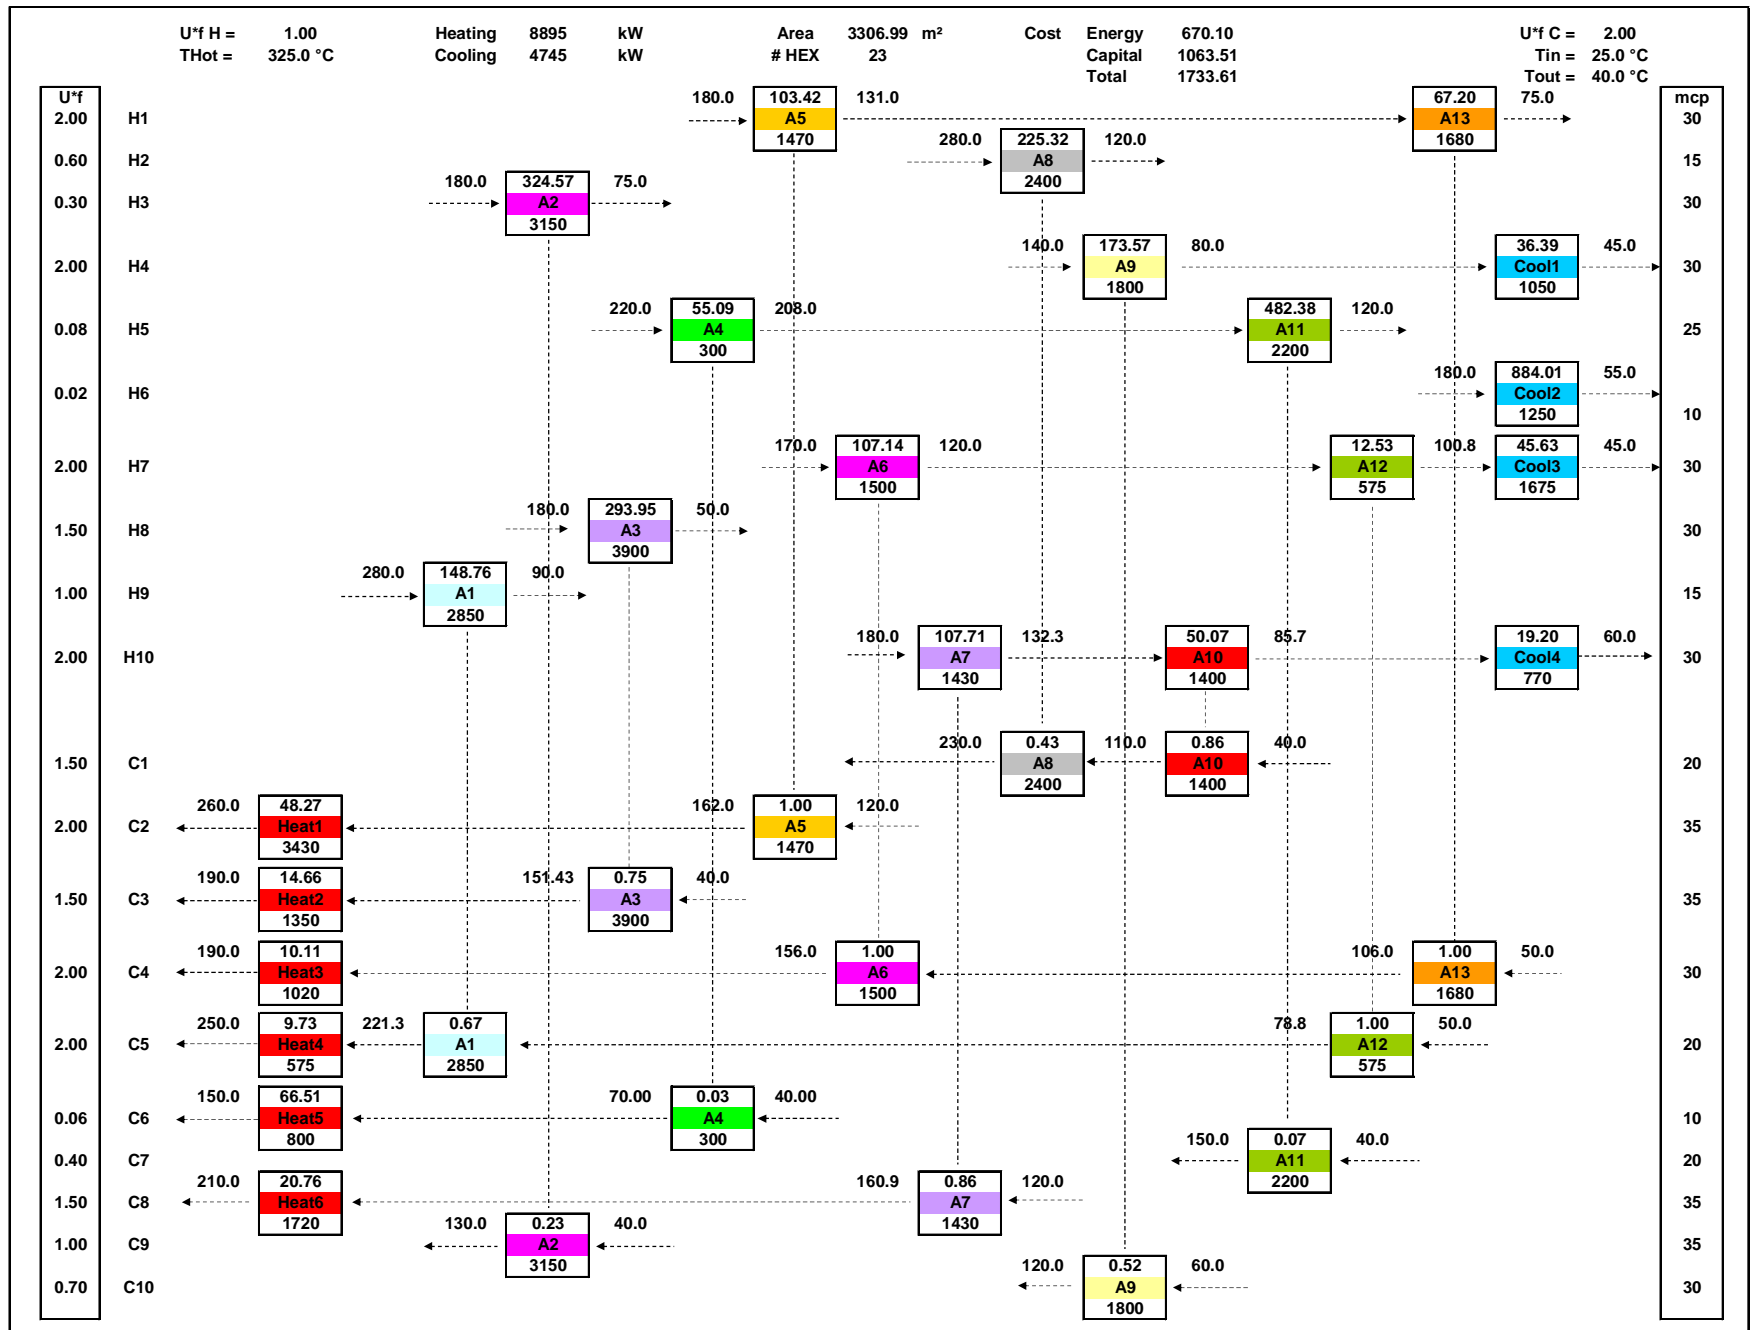 U*f H = 1.00 Heating 8895 kW Area 3306.99 m² Cost Energy 670.10 U*f C = 2.00
THot = 325.0 °C Cooling 4745 kW # HEX 23 Capital 1063.51 Tin = 25.0 °C
Total 1733.61 Tout = 40.0 °C
U*f 180.0 103.42 131.0 67.20 75.0 mcp
2.00 H1 A5 A13 30
1470 1680
280.0 225.32 120.0
0.60 H2 A8 15
2400
180.0 324.57 75.0
0.30 H3 A2 30
3150
140.0 173.57 80.0 36.39 45.0
2.00 H4 A9 Cool1 30
1800 1050
220.0 55.09 208.0 482.38 120.0
0.08 H5 A4 A11 25
300 2200
180.0 884.01 55.0
0.02 H6 Cool2
1250 10
170.0 107.14 120.0 12.53 100.8 45.63 45.0
2.00 H7 A6 A12 Cool3 30
1500 575 1675
180.0 293.95 50.0
1.50 H8 A3 30
3900
280.0 148.76 90.0
1.00 H9 A1 15
2850
180.0 107.71 132.3 50.07 85.7 19.20 60.0
2.00 H10 A7 A10 Cool4 30
1430 1400 770
230.0 0.43 110.0 0.86 40.0
1.50 C1 A8 A10 20
2400 1400
260.0 48.27 162.0 1.00 120.0
2.00 C2 Heat1 A5 35
3430 1470
190.0 14.66 151.43 0.75 40.0
1.50 C3 Heat2 A3 35
1350 3900
190.0 10.11 156.0 1.00 106.0 1.00 50.0
2.00 C4 Heat3 A6 A13 30
1020 1500 1680
250.0 9.73 221.3 0.67 78.8 1.00 50.0
2.00 C5 Heat4 A1 A12 20
575 2850 575
150.0 66.51 70.00 0.03 40.00
0.06 C6 Heat5 A4 10
800 300
150.0 0.07 40.0
0.40 C7 A11 20
2200
210.0 20.76 160.9 0.86 120.0
1.50 C8 Heat6 A7 35
1720 1430
130.0 0.23 40.0
1.00 C9 A2 35
3150
120.0 0.52 60.0
0.70 C10 A9 30
1800